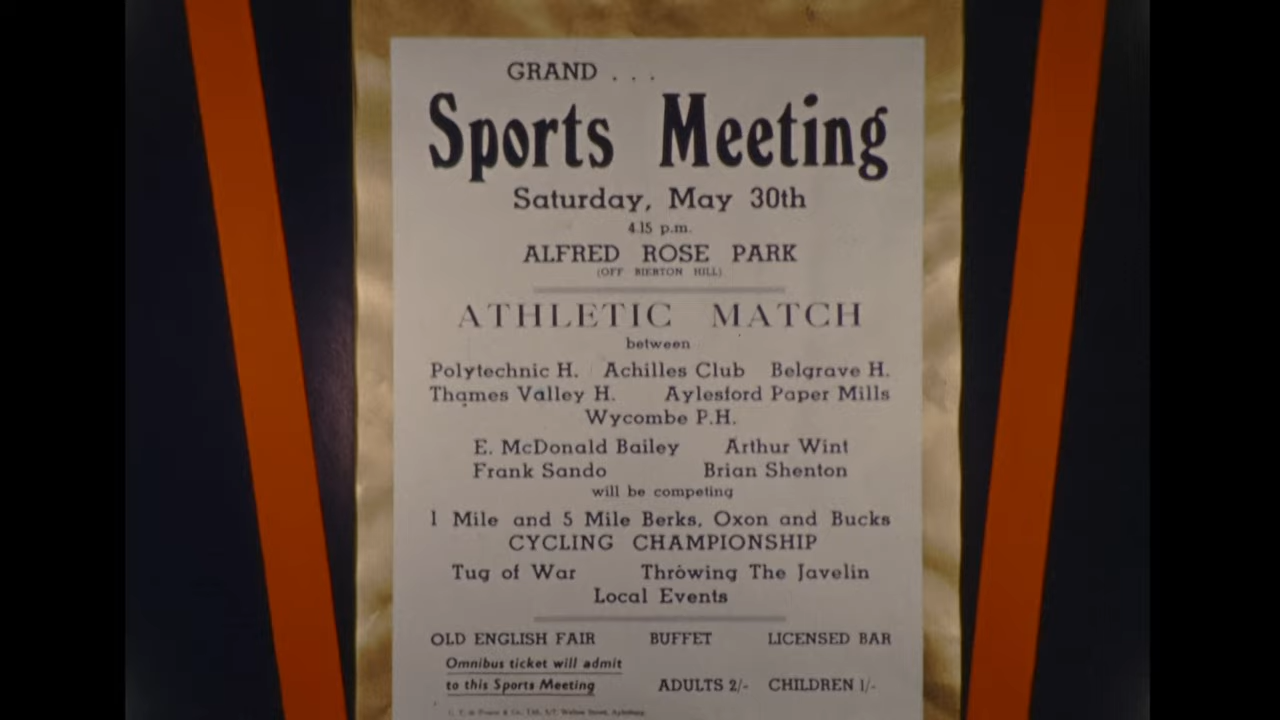 GRAND . . .
Sports Meeting
Saturday, May 30th
4.15 p.m.
ALFRED ROSE PARK
(OFF BIERTON HILL)
ATHLETIC MATCH
between
Polytechnic H. Achilles Club Belgrave H.
Thames Valley H. Aylesford Paper Mills
Wycombe P.H.
E. McDonald Bailey Arthur Wint
Frank Sando Brian Shenton
will be competing
1 Mile and 5 Mile Berks, Oxon and Bucks
CYCLING CHAMPIONSHIP
Tug of War Throwing The Javelin
Local Events
OLD ENGLISH FAIR BUFFET LICENSED BAR
Omnibus ticket will admit
to this Sports Meeting ADULTS 2/- CHILDREN 1/-